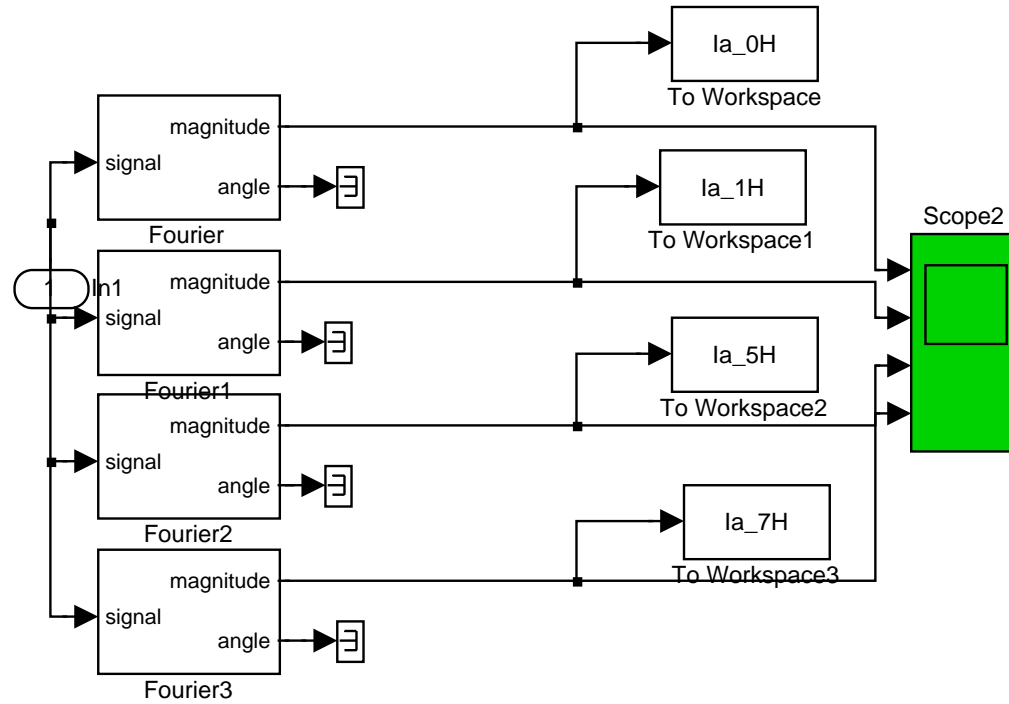 Ia_0H
To Workspace
magnitude
signal
angle
Fourier
Ia_1H
To Workspace1
Scope2
1
In1
magnitude
signal
angle
Fourier1
Ia_5H
To Workspace2
magnitude
signal
angle
Fourier2
Ia_7H
To Workspace3
magnitude
signal
angle
Fourier3